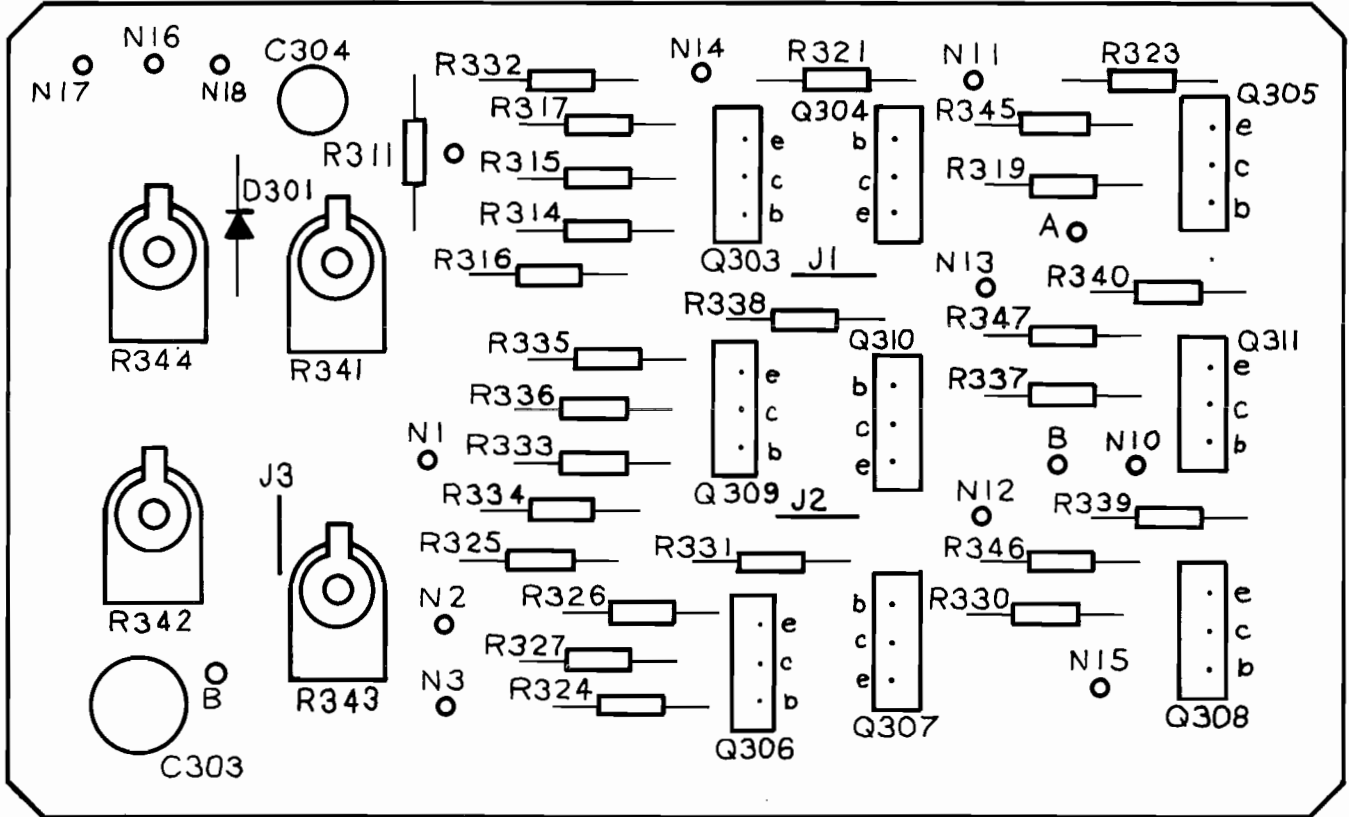 N16
N17
N18
C304
R332
N14
R321
N11
R323
Q305
R317
Q304
R345
e
c
b
R311
R315
e
c
b
b
c
e
R319
D301
R314
A
R316
Q303
J1
N13
R340
R338
R347
Q311
R344
R341
R335
Q310
e
c
b
R336
e
c
b
b
c
e
R337
N1
R333
B
N10
J3
R334
Q309
J2
N12
R339
R325
R331
R346
R342
N2
R326
e
c
b
b
c
e
R330
e
c
b
R327
N15
B
R343
N3
R324
Q306
Q307
Q308
C303